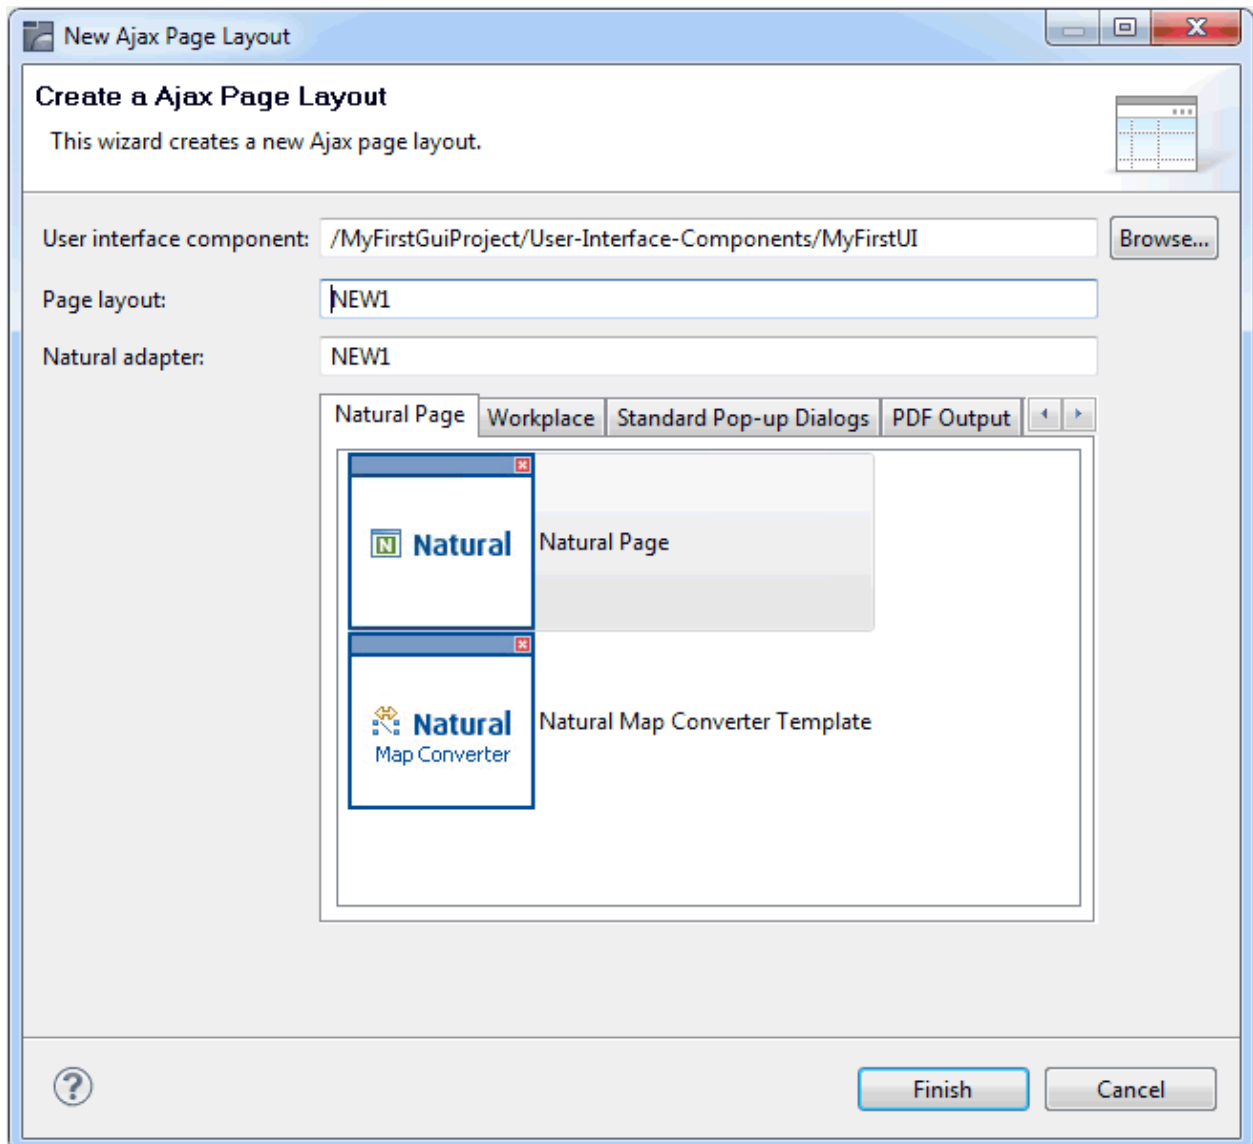 New Ajax Page Layout
Create a Ajax Page Layout
This wizard creates a new Ajax page layout.
User interface component: /MyFirstGuiProject/User-Interface-Components/MyFirstUI Browse...
Page layout: NEW1
Natural adapter: NEW1
Natural Page Workplace Standard Pop-up Dialogs PDF Output
N Natural Natural Page
Natural Natural Map Converter Template
Map Converter
? Finish Cancel